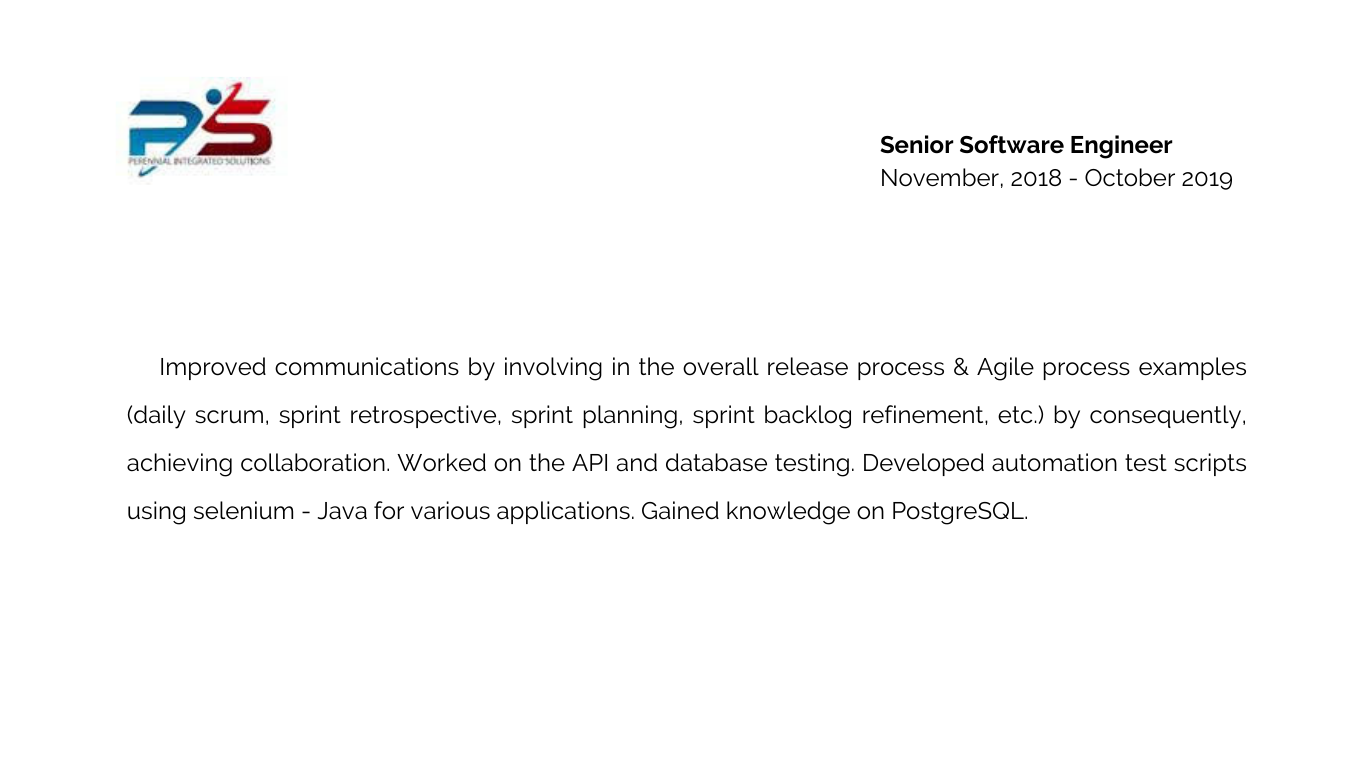 PS
PERENNIAL INTEGRATED SOLUTIONS
Senior Software Engineer
November, 2018 - October 2019
Improved communications by involving in the overall release process & Agile process examples
(daily scrum, sprint retrospective, sprint planning, sprint backlog refinement, etc.) by consequently,
achieving collaboration. Worked on the API and database testing. Developed automation test scripts
using selenium - Java for various applications. Gained knowledge on PostgreSQL.